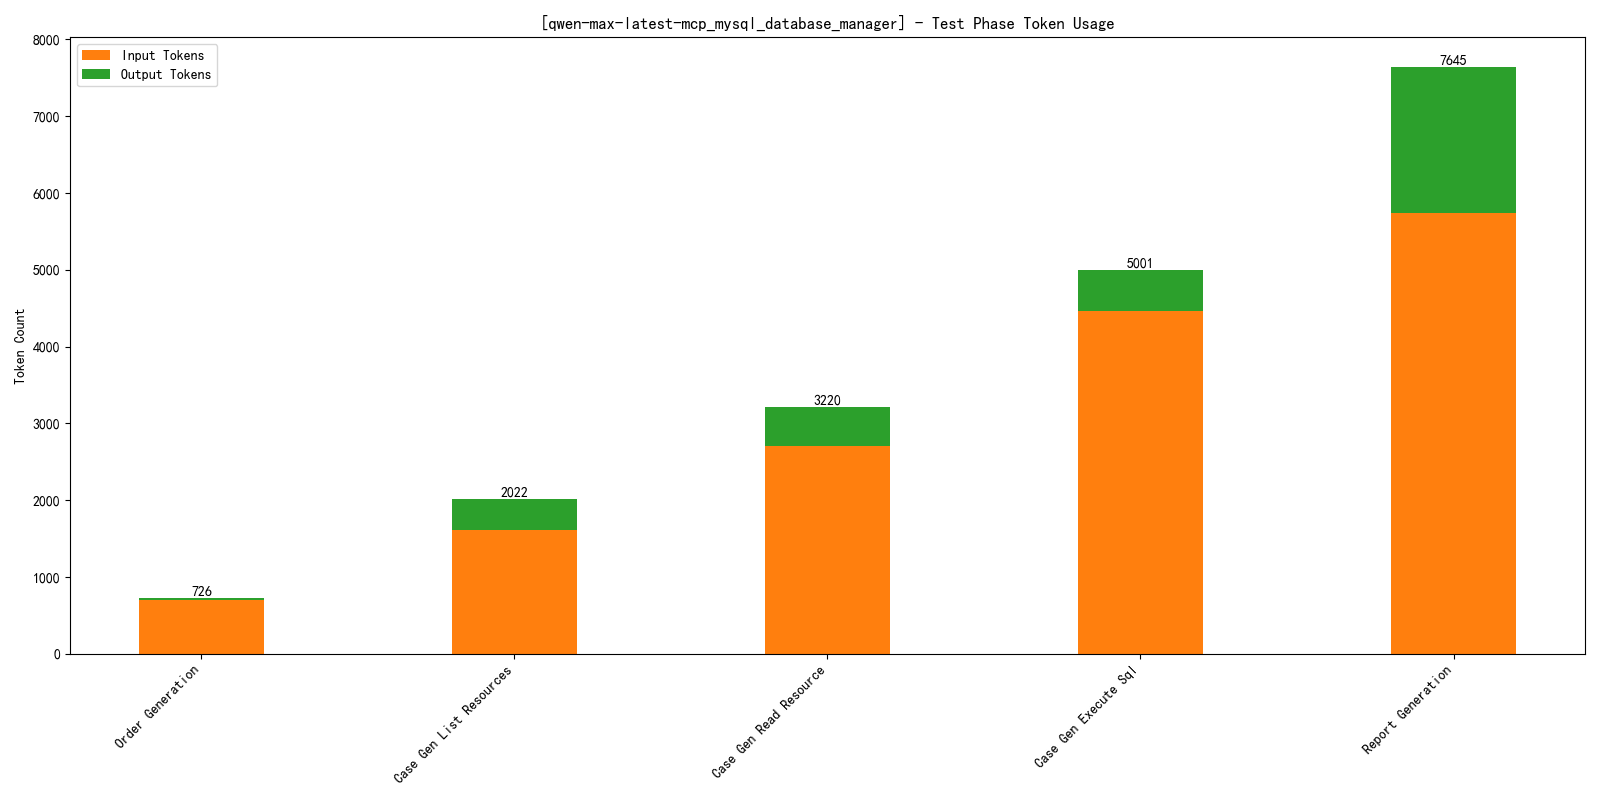 [qwen-max-latest-mcp_mysql_database_manager] - Test Phase Token Usage
Input Tokens
Output Tokens
Token Count
8000
7000
6000
5000
4000
3000
2000
1000
0
726
2022
3220
5001
7645
Order Generation
Case Gen List Resources
Case Gen Read Resource
Case Gen Execute Sql
Report Generation